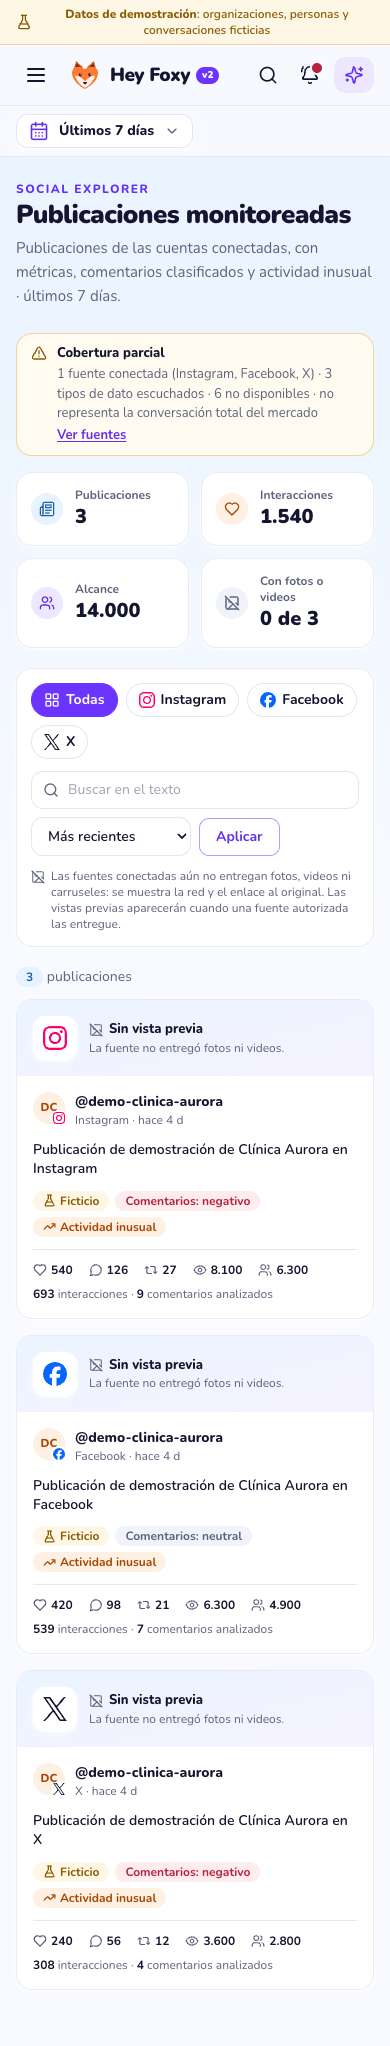 Datos de demostración: organizaciones, personas y
conversaciones ficticias
Hey Foxy v2
Últimos 7 días
SOCIAL EXPLORER
Publicaciones monitoreadas
Publicaciones de las cuentas conectadas, con
métricas, comentarios clasificados y actividad inusual
· últimos 7 días.
Cobertura parcial
1 fuente conectada (Instagram, Facebook, X) · 3
tipos de dato escuchados · 6 no disponibles · no
representa la conversación total del mercado
Ver fuentes
Publicaciones
3
Interacciones
1.540
Alcance
14.000
Con fotos o
videos
0 de 3
Todas
Instagram
Facebook
X
Buscar en el texto
Más recientes
Aplicar
Las fuentes conectadas aún no entregan fotos, videos ni
carruseles: se muestra la red y el enlace al original. Las
vistas previas aparecerán cuando una fuente autorizada
las entregue.
3 publicaciones
Sin vista previa
La fuente no entregó fotos ni videos.
DC
@demo-clinica-aurora
Instagram · hace 4 d
Publicación de demostración de Clínica Aurora en
Instagram
Ficticio
Comentarios: negativo
Actividad inusual
540 126 27 8.100 6.300
693 interacciones · 9 comentarios analizados
Sin vista previa
La fuente no entregó fotos ni videos.
DC
@demo-clinica-aurora
Facebook · hace 4 d
Publicación de demostración de Clínica Aurora en
Facebook
Ficticio
Comentarios: neutral
Actividad inusual
420 98 21 6.300 4.900
539 interacciones · 7 comentarios analizados
Sin vista previa
La fuente no entregó fotos ni videos.
DC
@demo-clinica-aurora
X · hace 4 d
Publicación de demostración de Clínica Aurora en
X
Ficticio
Comentarios: negativo
Actividad inusual
240 56 12 3.600 2.800
308 interacciones · 4 comentarios analizados